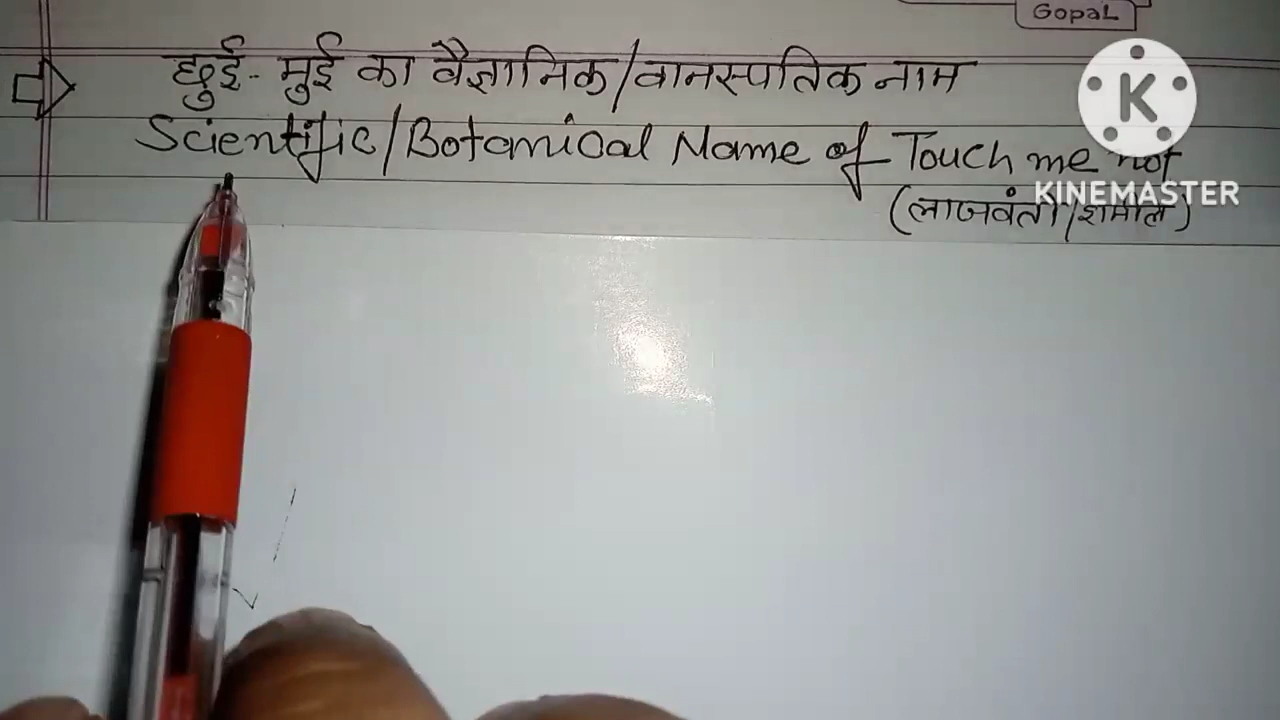 GopaL
छुई-मुई का वैज्ञानिक/वानस्पतिक नाम
Scientific/Botanical Name of Touch me not
(लाजवंती/शर्मीली)
K
KINEMASTER